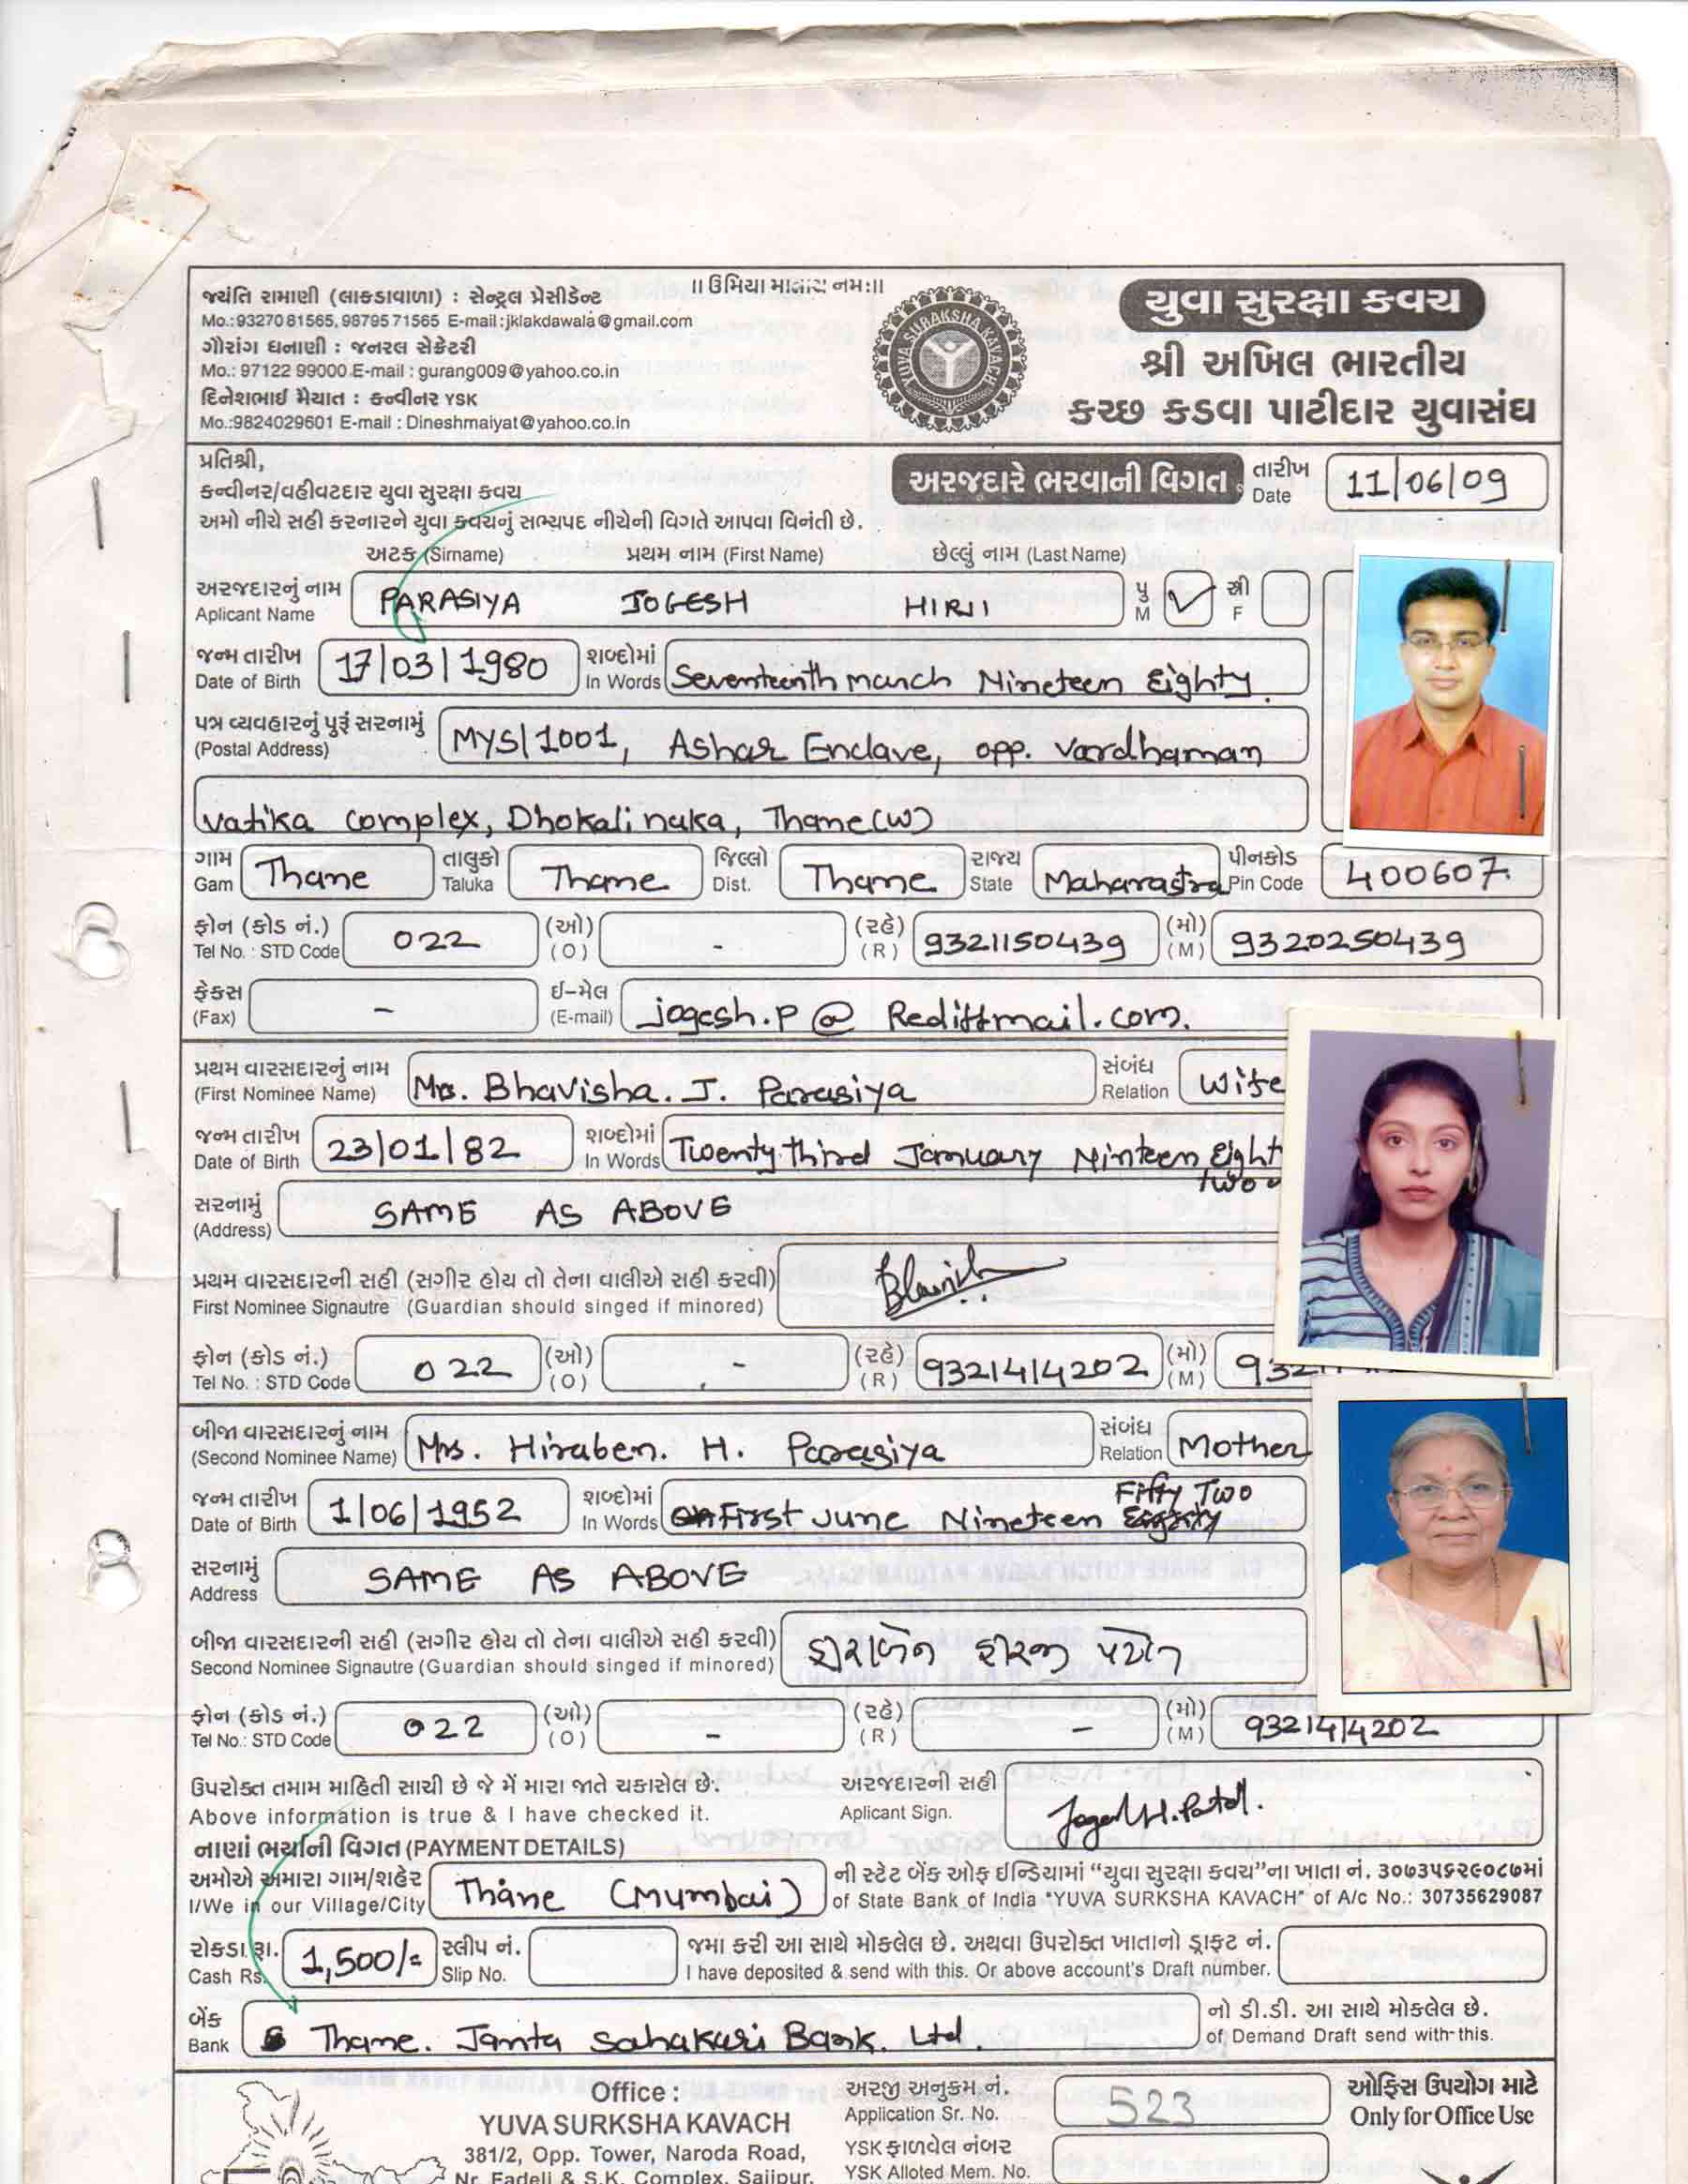 ॥ ઉમિયા માતાય નમઃ॥
જયંતિ રામાણી (લાકડાવાળા) : સેન્ટ્રલ પ્રેસીડેન્ટ
Mo.:93270 81565, 98795 71565 E-mail :jklakdawala@gmail.com
ગૌરાંગ ધનાણી : જનરલ સેક્રેટરી
Mo.: 97122 99000 E-mail : gurang009@yahoo.co.in
દિનેશભાઈ મૈયાત : કન્વીનર YSK
Mo.:9824029601 E-mail : Dineshmaiyat@yahoo.co.in
YUVA SURAKSHA KAVACH
યુવા સુરક્ષા કવચ
શ્રી અખિલ ભારતીય
કચ્છ કડવા પાટીદાર યુવાસંઘ
પ્રતિશ્રી,
કન્વીનર/વહીવટદાર યુવા સુરક્ષા કવચ
અરજદારે ભરવાની વિગત તારીખ Date 11/06/09
અમો નીચે સહી કરનારને યુવા કવચનું સભ્યપદ નીચેની વિગતે આપવા વિનંતી છે.
અટક (Sirname) પ્રથમ નામ (First Name) છેલ્લું નામ (Last Name)
અરજદારનું નામ Aplicant Name PARASIYA JOGESH HIRJI પુ M ✓ સ્રી F
જન્મ તારીખ Date of Birth 17/03/1980 શબ્દોમાં In Words Seventeenth march Nineteen Eighty.
પત્ર વ્યવહારનું પુરૂં સરનામું (Postal Address) MYS/1001, Ashar Enclave, opp. Vardhaman
Vatika complex, Dhokali naka, Thane (W)
ગામ Gam Thane તાલુકો Taluka Thane જિલ્લો Dist. Thane રાજ્ય State Maharastra પીનકોડ Pin Code 400607.
ફોન (કોડ નં.) Tel No. : STD Code 022 (ઓ) (O) - (રહે) (R) 9321150439 (મો) (M) 9320250439
ફેકસ (Fax) - ઈ-મેલ (E-mail) jogesh.p @ Rediffmail.com.
પ્રથમ વારસદારનું નામ (First Nominee Name) Mrs. Bhavisha. J. Parasiya સંબંધ Relation Wife
જન્મ તારીખ Date of Birth 23/01/82 શબ્દોમાં In Words Twenty third January Ninteen Eight
two
સરનામું (Address) SAME AS ABOVE
પ્રથમ વારસદારની સહી (સગીર હોય તો તેના વાલીએ સહી કરવી)
First Nominee Signautre (Guardian should singed if minored)
ફોન (કોડ નં.) Tel No. : STD Code 022 (ઓ) (O) - (રહે) (R) 9321414202 (મો) (M) 932
બીજા વારસદારનું નામ (Second Nominee Name) Mrs. Hiraben. H. Parasiya સંબંધ Relation Mother
જન્મ તારીખ Date of Birth 1/06/1952 શબ્દોમાં In Words First June Nineteen Fifty Two
સરનામું Address SAME AS ABOVE
બીજા વારસદારની સહી (સગીર હોય તો તેના વાલીએ સહી કરવી) હીરાબેન હીરજી પટેલ
Second Nominee Signautre (Guardian should singed if minored)
ફોન (કોડ નં.) Tel No.: STD Code 022 (ઓ) (O) - (રહે) (R) - (મો) (M) 9321414202
ઉપરોક્ત તમામ માહિતી સાચી છે જે મેં મારા જાતે ચકાસેલ છે. અરજદારની સહી
Above information is true & I have checked it. Aplicant Sign. Jogesh H. Patel.
નાણાં ભર્યાની વિગત (PAYMENT DETAILS)
અમોએ અમારા ગામ/શહેર ની સ્ટેટ બેંક ઓફ ઈન્ડિયામાં “યુવા સુરક્ષા કવચ”ના ખાતા નં. ૩૦૭૩૫૬૨૯૦૮૭માં
I/We in our Village/City Thane (Mumbai) of State Bank of India "YUVA SURKSHA KAVACH" of A/c No.: 30735629087
રોકડા રૂા. Cash Rs. 1,500/= સ્લીપ નં. Slip No. જમા કરી આ સાથે મોકલેલ છે. અથવા ઉપરોક્ત ખાતાનો ડ્રાફ્ટ નં.
I have deposited & send with this. Or above account's Draft number.
બેંક Bank Thane. Janta Sahakari Bank. Ltd. નો ડી.ડી. આ સાથે મોકલેલ છે.
of Demand Draft send with this.
Office :
YUVA SURKSHA KAVACH
381/2, Opp. Tower, Naroda Road,
Nr. Fadeli & S.K. Complex, Saijpur,
અરજી અનુક્રમ નં. Application Sr. No. 523
YSK ફાળવેલ નંબર YSK Alloted Mem. No.
ઓફિસ ઉપયોગ માટે
Only for Office Use